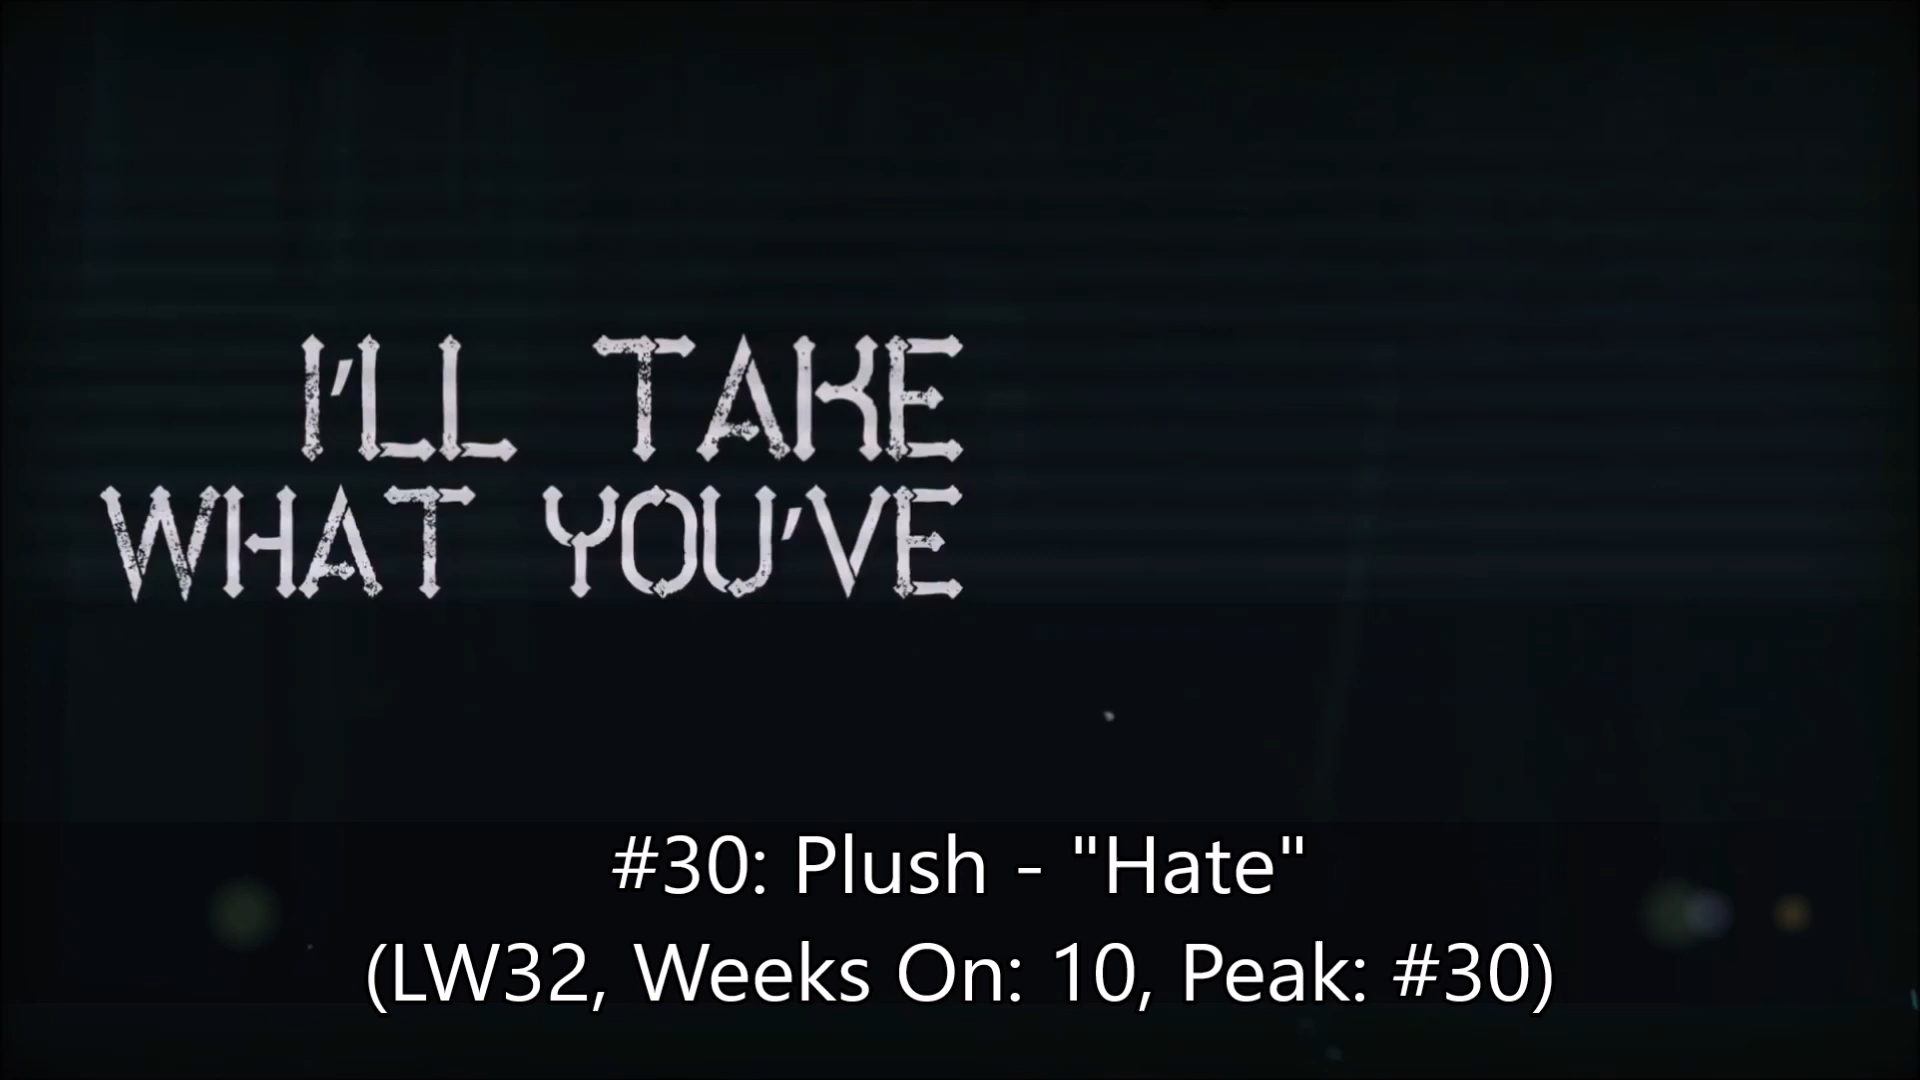 I'LL TAKE
WHAT YOU'VE
#30: Plush - "Hate"
(LW32, Weeks On: 10, Peak: #30)